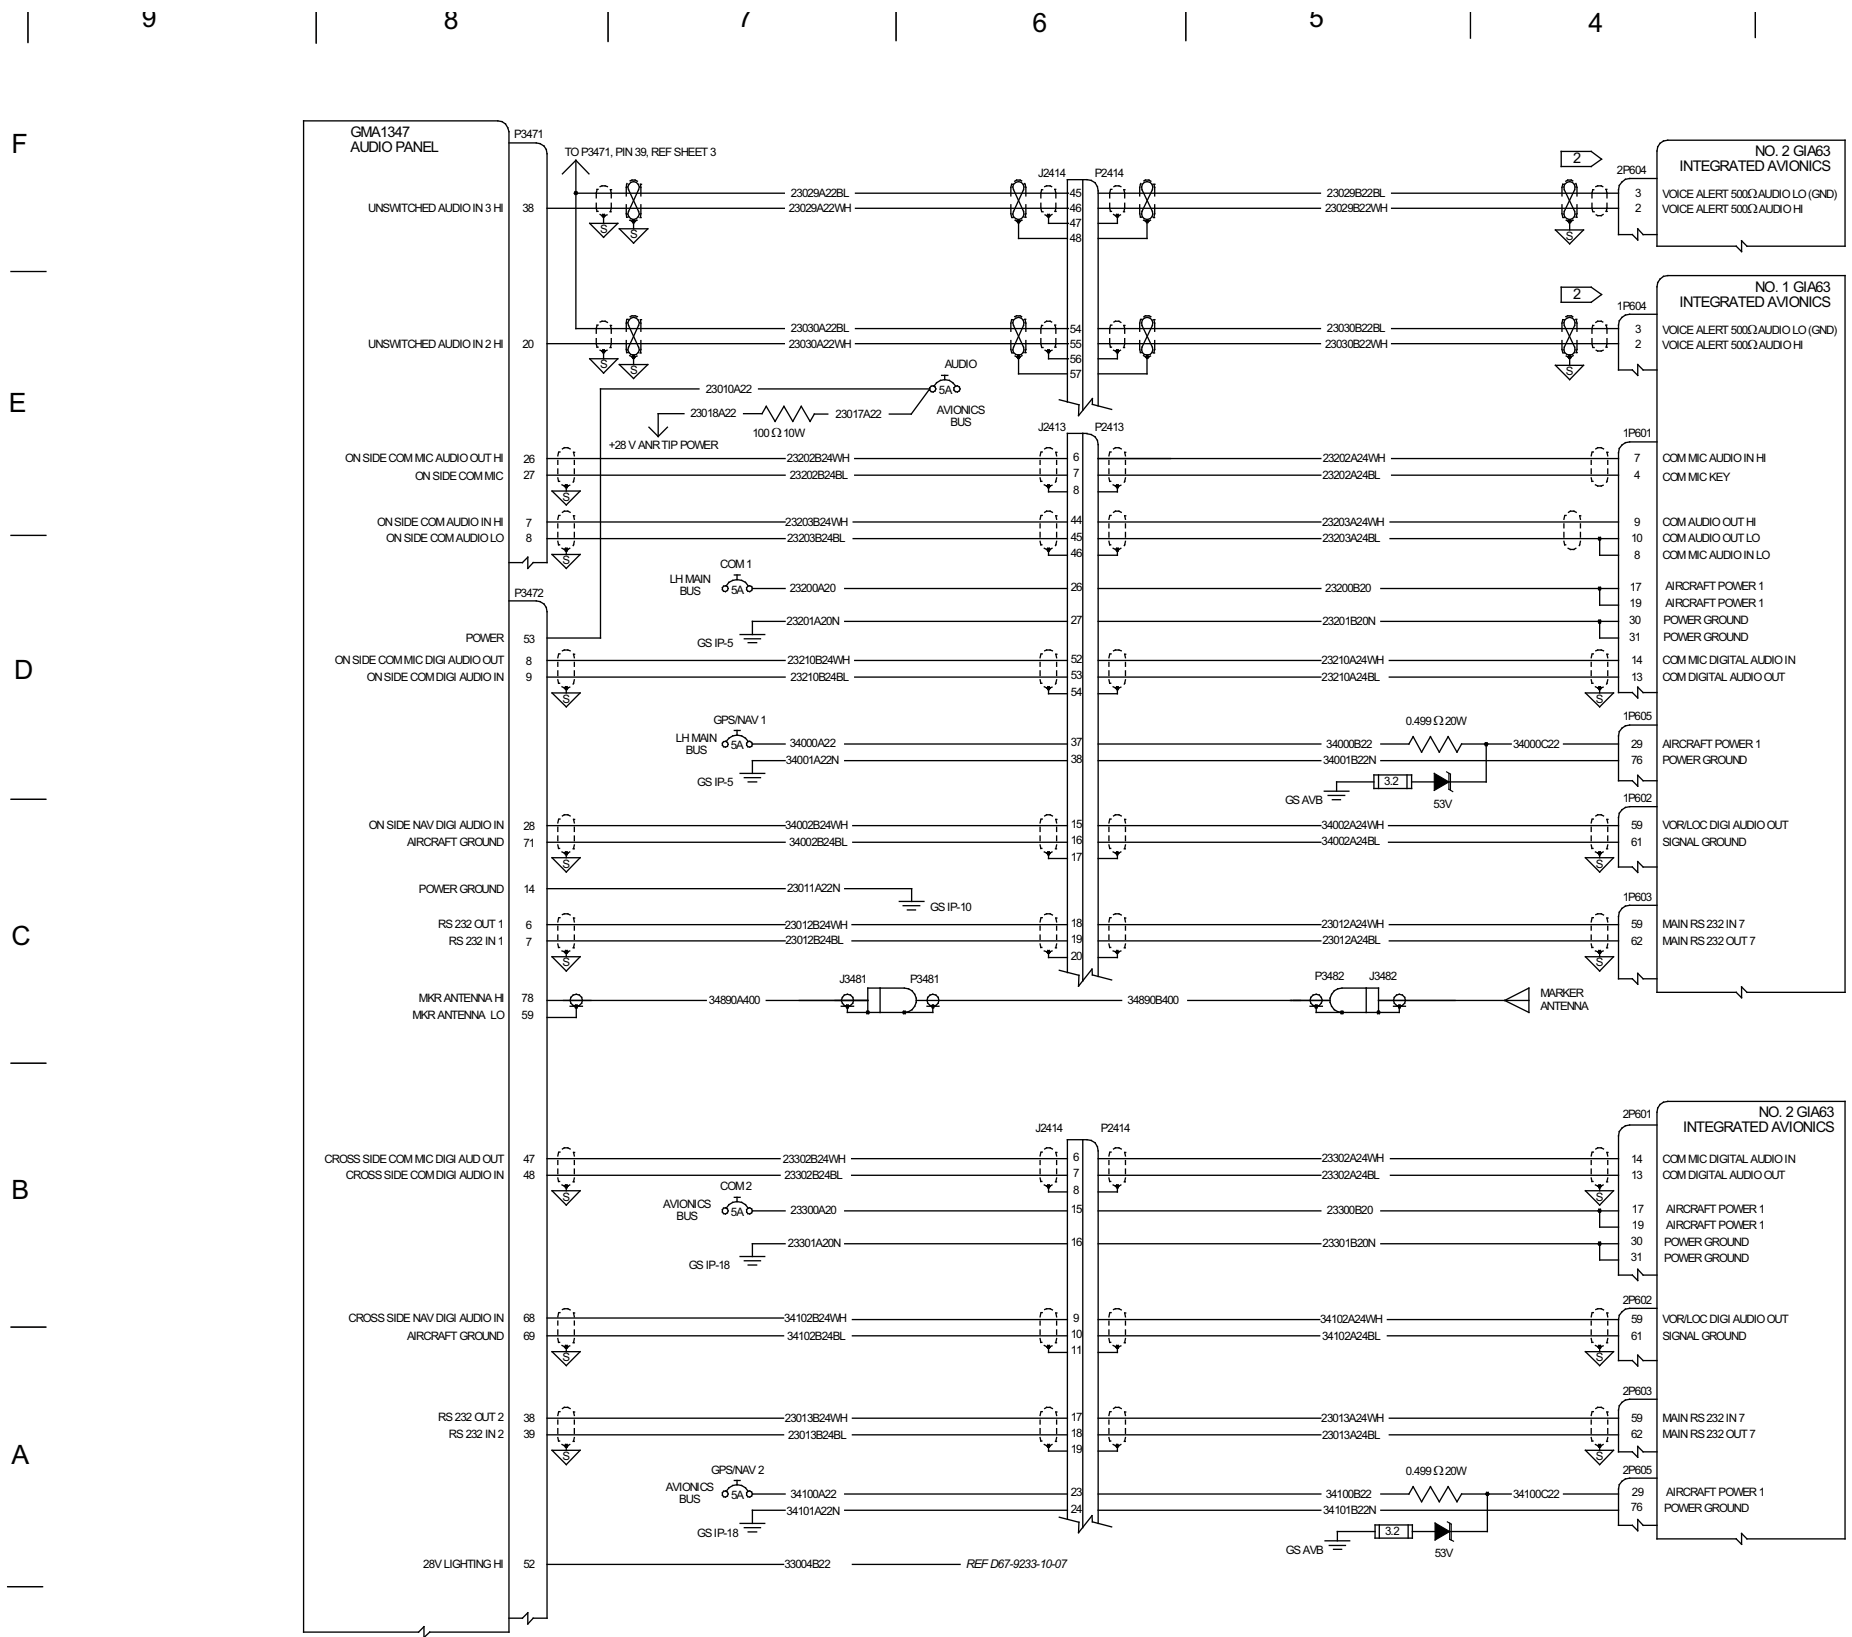 9 8 7 6 5 4
F
GMA1347
AUDIO PANEL
P3471
TO P3471, PIN 39, REF SHEET 3
J2414 P2414
2
NO. 2 GIA63
INTEGRATED AVIONICS
2P604
23029A22BL 45 23029B22BL 3 VOICE ALERT 500Ω AUDIO LO (GND)
UNSWITCHED AUDIO IN 3 HI 38 23029A22WH 46 23029B22WH 2 VOICE ALERT 500Ω AUDIO HI
S S 47 S
48
2
NO. 1 GIA63
INTEGRATED AVIONICS
1P604
23030A22BL 54 23030B22BL 3 VOICE ALERT 500Ω AUDIO LO (GND)
UNSWITCHED AUDIO IN 2 HI 20 23030A22WH 55 23030B22WH 2 VOICE ALERT 500Ω AUDIO HI
S S 56 S
57
E
AUDIO
23010A22 5A
23018A22 23017A22 AVIONICS
BUS
100 Ω 10W
+28 V ANR TIP POWER
J2413 P2413
1P601
ON SIDE COM MIC AUDIO OUT HI 26 23202B24WH 6 23202A24WH 7 COM MIC AUDIO IN HI
ON SIDE COM MIC 27 23202B24BL 7 23202A24BL 4 COM MIC KEY
S 8
ON SIDE COM AUDIO IN HI 7 23203B24WH 44 23203A24WH 9 COM AUDIO OUT HI
ON SIDE COM AUDIO LO 8 23203B24BL 45 23203A24BL 10 COM AUDIO OUT LO
S 46 8 COM MIC AUDIO IN LO
COM 1
LH MAIN
BUS
5A 23200A20 26 23200B20 17 AIRCRAFT POWER 1
19 AIRCRAFT POWER 1
P3472
23201A20N 27 23201B20N 30 POWER GROUND
GS IP-5 31 POWER GROUND
POWER 53
D
ON SIDE COM MIC DIGI AUDIO OUT 8 23210B24WH 52 23210A24WH 14 COM MIC DIGITAL AUDIO IN
ON SIDE COM DIGI AUDIO IN 9 23210B24BL 53 23210A24BL 13 COM DIGITAL AUDIO OUT
S 54 S
GPS/NAV 1
0.499 Ω 20W
1P605
LH MAIN
BUS
5A 34000A22 37 34000B22 34000C22 29 AIRCRAFT POWER 1
34001A22N 38 34001B22N 76 POWER GROUND
GS IP-5
3.2
GS AVB 53V
1P602
ON SIDE NAV DIGI AUDIO IN 28 34002B24WH 15 34002A24WH 59 VOR/LOC DIGI AUDIO OUT
AIRCRAFT GROUND 71 34002B24BL 16 34002A24BL 61 SIGNAL GROUND
S 17 S
POWER GROUND 14 23011A22N
GS IP-10
1P603
C
RS 232 OUT 1 6 23012B24WH 18 23012A24WH 59 MAIN RS 232 IN 7
RS 232 IN 1 7 23012B24BL 19 23012A24BL 62 MAIN RS 232 OUT 7
S 20 S
J3481 P3481 P3482 J3482
MKR ANTENNA HI 78 34890A400 34890B400 MARKER
ANTENNA
MKR ANTENNA LO 59
NO. 2 GIA63
INTEGRATED AVIONICS
2P601
J2414 P2414
B
CROSS SIDE COM MIC DIGI AUD OUT 47 23302B24WH 6 23302A24WH 14 COM MIC DIGITAL AUDIO IN
CROSS SIDE COM DIGI AUDIO IN 48 23302B24BL 7 23302A24BL 13 COM DIGITAL AUDIO OUT
S 8 S
COM 2
AVIONICS
BUS
5A 23300A20 15 23300B20 17 AIRCRAFT POWER 1
19 AIRCRAFT POWER 1
23301A20N 16 23301B20N 30 POWER GROUND
GS IP-18 31 POWER GROUND
2P602
CROSS SIDE NAV DIGI AUDIO IN 68 34102B24WH 9 34102A24WH 59 VOR/LOC DIGI AUDIO OUT
AIRCRAFT GROUND 69 34102B24BL 10 34102A24BL 61 SIGNAL GROUND
S 11 S
2P603
RS 232 OUT 2 38 23013B24WH 17 23013A24WH 59 MAIN RS 232 IN 7
RS 232 IN 2 39 23013B24BL 18 23013A24BL 62 MAIN RS 232 OUT 7
A
S 19 S
GPS/NAV 2
0.499 Ω 20W
2P605
AVIONICS
BUS
5A 34100A22 23 34100B22 34100C22 29 AIRCRAFT POWER 1
34101A22N 24 34101B22N 76 POWER GROUND
GS IP-18
3.2
GS AVB 53V
28V LIGHTING HI 52 33004B22 REF D67-9233-10-07